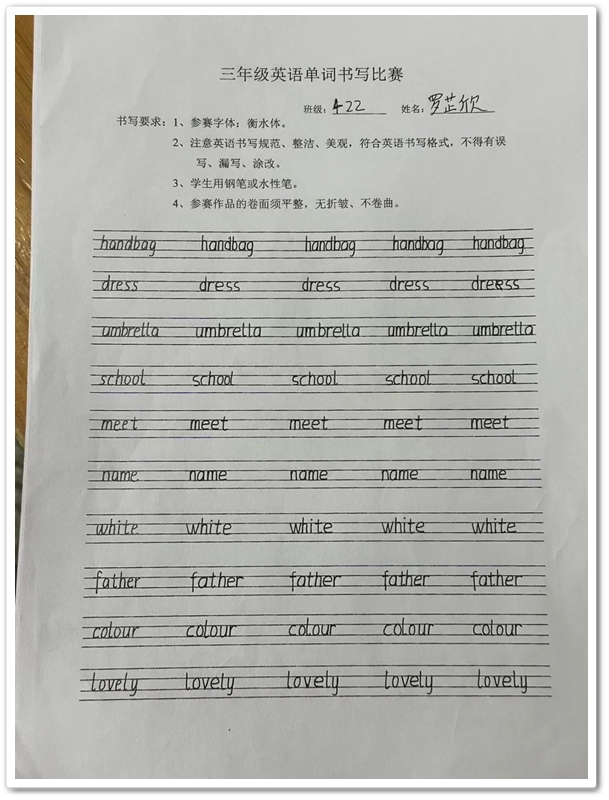 三年级英语单词书写比赛
班级：422 姓名：罗芷欣
书写要求：1、参赛字体：衡水体。
2、注意英语书写规范、整洁、美观，符合英语书写格式，不得有误
写、漏写、涂改。
3、学生用钢笔或水性笔。
4、参赛作品的卷面须平整，无折皱、不卷曲。
handbag handbag handbag handbag handbag
dress dress dress dress dreess
umbrella umbrella umbrella umbrella umbrella
school school school school school
meet meet meet meet meet
name name name name name
white white white white white
father father father father father
colour colour colour colour colour
lovely lovely lovely lovely lovely